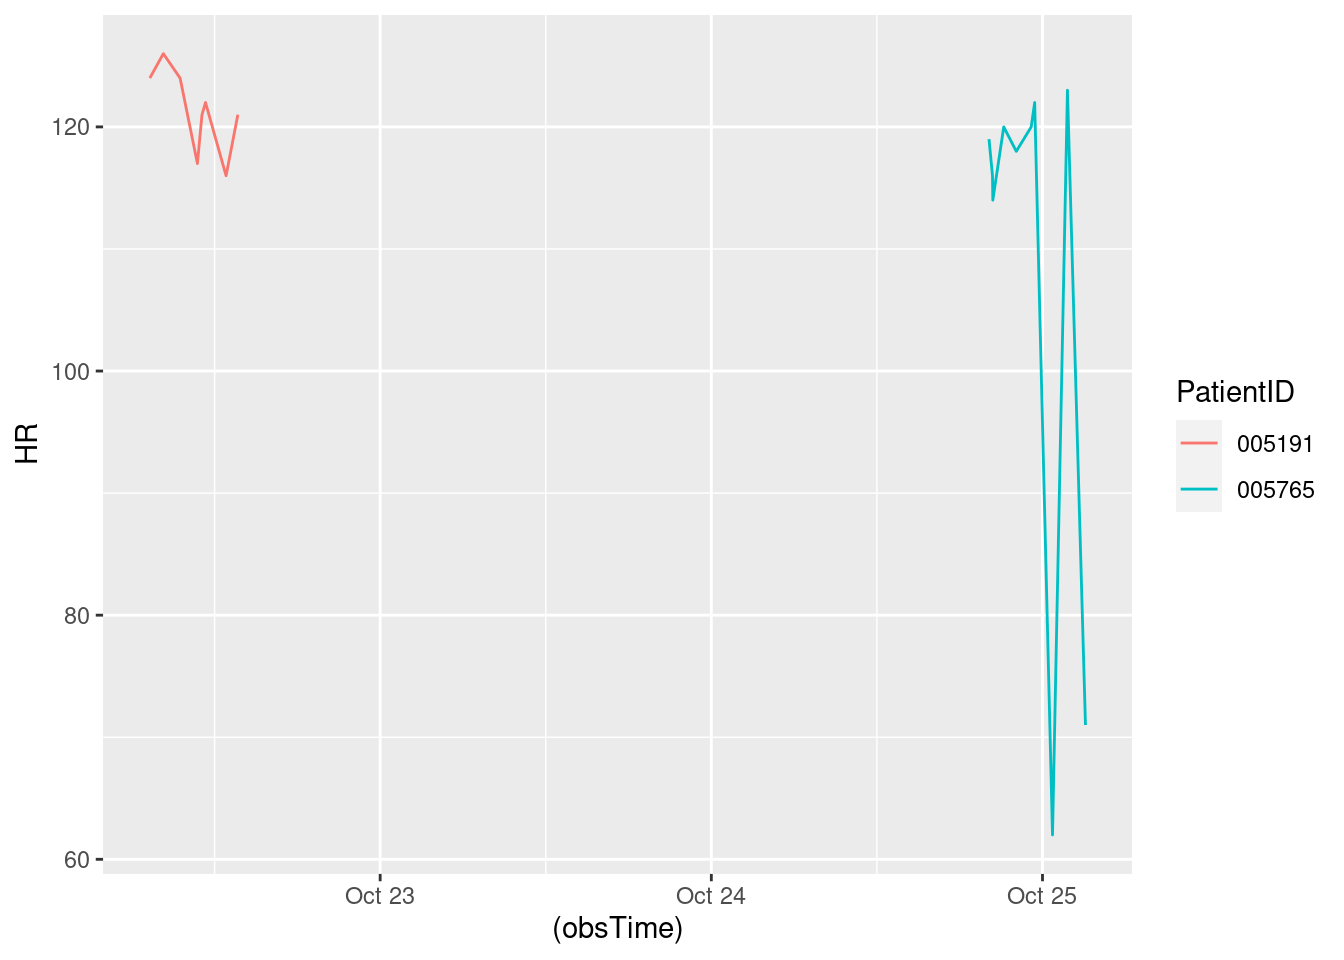 120
100
80
60
HR
Oct 23
Oct 24
Oct 25
(obsTime)
PatientID
005191
005765